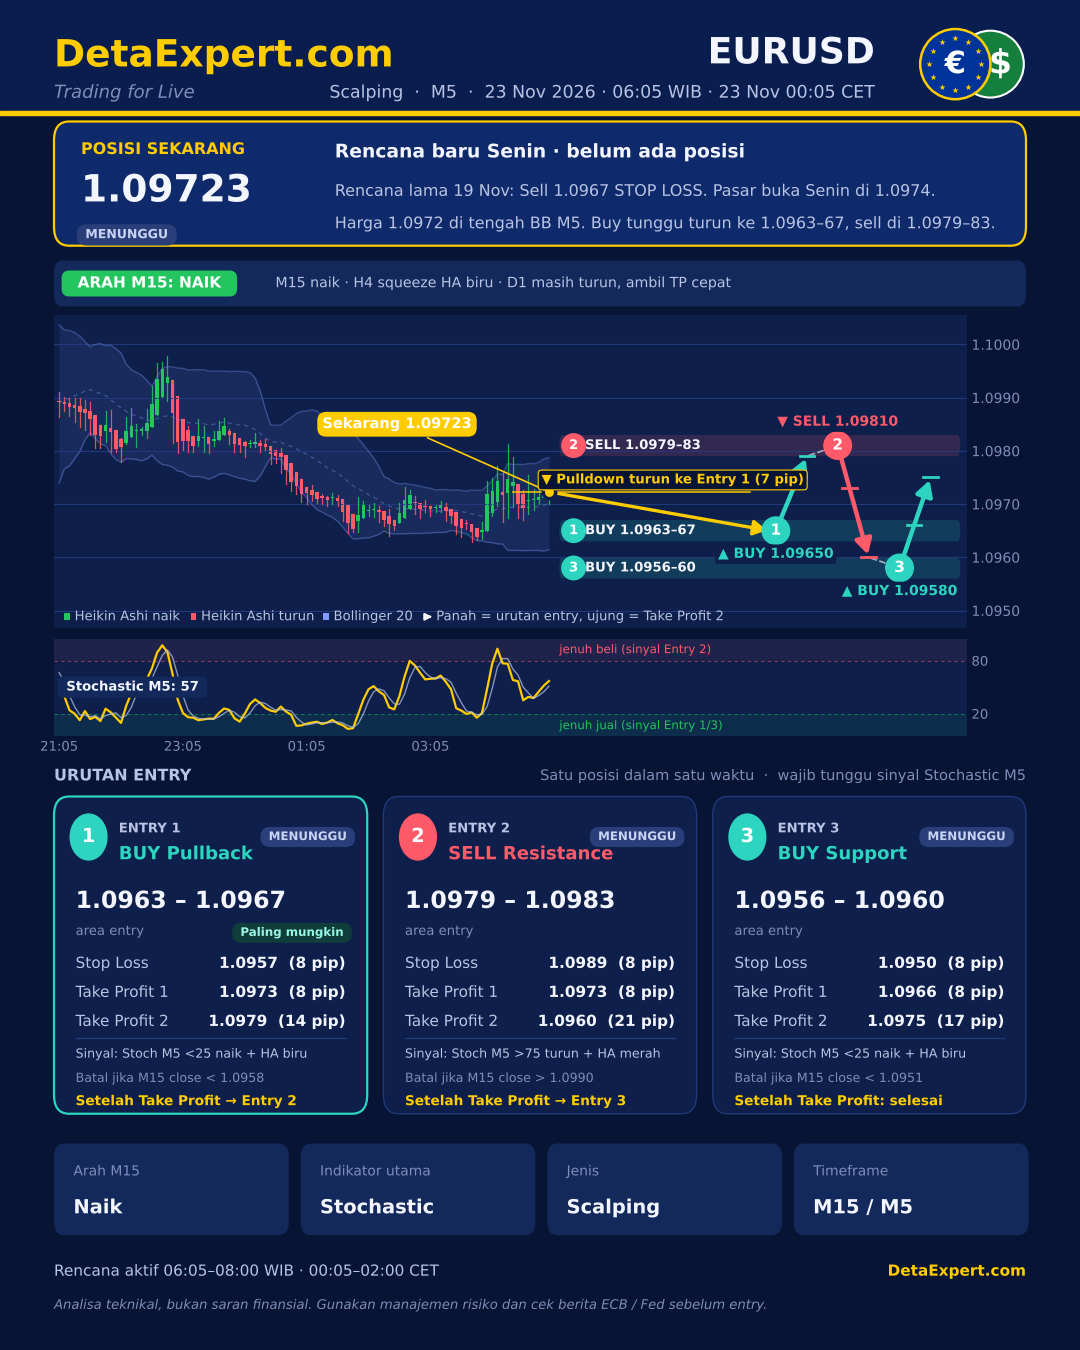 DetaExpert.com
EURUSD
€ $
Trading for Live
Scalping · M5 · 23 Nov 2026 · 06:05 WIB · 23 Nov 00:05 CET
POSISI SEKARANG
1.09723
MENUNGGU
Rencana baru Senin · belum ada posisi
Rencana lama 19 Nov: Sell 1.0967 STOP LOSS. Pasar buka Senin di 1.0974.
Harga 1.0972 di tengah BB M5. Buy tunggu turun ke 1.0963–67, sell di 1.0979–83.
ARAH M15: NAIK
M15 naik · H4 squeeze HA biru · D1 masih turun, ambil TP cepat
1.1000
1.0990
1.0980
1.0970
1.0960
1.0950
Sekarang 1.09723
▼ SELL 1.09810
2 SELL 1.0979–83
2
▼ Pulldown turun ke Entry 1 (7 pip)
1 BUY 1.0963–67
1
▲ BUY 1.09650
3 BUY 1.0956–60
3
▲ BUY 1.09580
Heikin Ashi naik
Heikin Ashi turun
Bollinger 20
Panah = urutan entry, ujung = Take Profit 2
jenuh beli (sinyal Entry 2)
80
Stochastic M5: 57
20
jenuh jual (sinyal Entry 1/3)
21:05
23:05
01:05
03:05
URUTAN ENTRY
Satu posisi dalam satu waktu · wajib tunggu sinyal Stochastic M5
1
ENTRY 1
MENUNGGU
BUY Pullback
1.0963 – 1.0967
area entry
Paling mungkin
Stop Loss 1.0957 (8 pip)
Take Profit 1 1.0973 (8 pip)
Take Profit 2 1.0979 (14 pip)
Sinyal: Stoch M5 <25 naik + HA biru
Batal jika M15 close < 1.0958
Setelah Take Profit → Entry 2
2
ENTRY 2
MENUNGGU
SELL Resistance
1.0979 – 1.0983
area entry
Stop Loss 1.0989 (8 pip)
Take Profit 1 1.0973 (8 pip)
Take Profit 2 1.0960 (21 pip)
Sinyal: Stoch M5 >75 turun + HA merah
Batal jika M15 close > 1.0990
Setelah Take Profit → Entry 3
3
ENTRY 3
MENUNGGU
BUY Support
1.0956 – 1.0960
area entry
Stop Loss 1.0950 (8 pip)
Take Profit 1 1.0966 (8 pip)
Take Profit 2 1.0975 (17 pip)
Sinyal: Stoch M5 <25 naik + HA biru
Batal jika M15 close < 1.0951
Setelah Take Profit: selesai
Arah M15
Naik
Indikator utama
Stochastic
Jenis
Scalping
Timeframe
M15 / M5
Rencana aktif 06:05–08:00 WIB · 00:05–02:00 CET
DetaExpert.com
Analisa teknikal, bukan saran finansial. Gunakan manajemen risiko dan cek berita ECB / Fed sebelum entry.